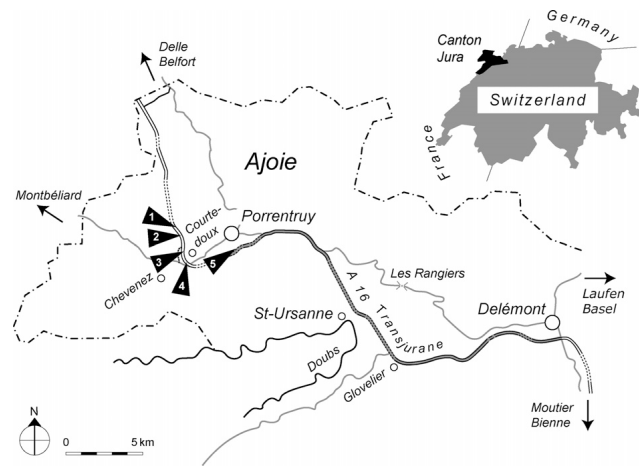 Delle
Belfort
Germany
Canton
Jura
Switzerland
France
Ajoie
Montbéliard
1
2
3
4
5
Courte-
doux
Porrentruy
Chevenez
Les Rangiers
A 16 Transjurane
St-Ursanne
Doubs
Glovelier
Delémont
Laufen
Basel
Moutier
Bienne
N
0 5 km